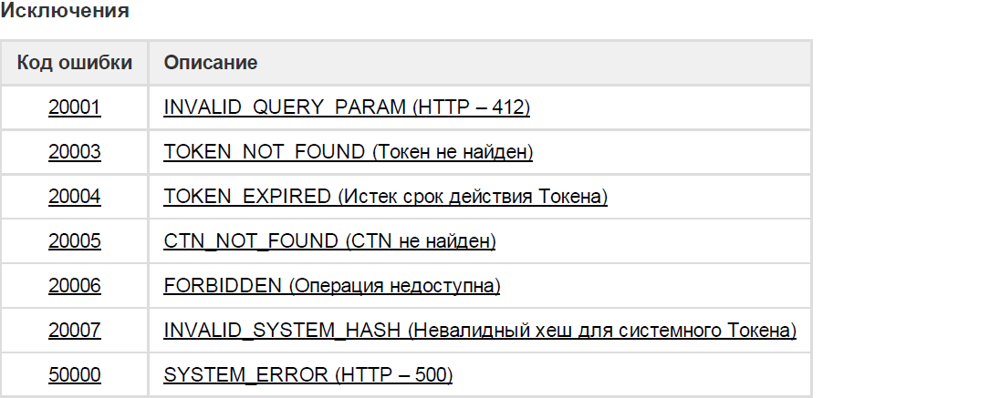 Исключения
Код ошибки Описание
20001 INVALID_QUERY_PARAM (HTTP – 412)
20003 TOKEN_NOT_FOUND (Токен не найден)
20004 TOKEN_EXPIRED (Истек срок действия Токена)
20005 CTN_NOT_FOUND (CTN не найден)
20006 FORBIDDEN (Операция недоступна)
20007 INVALID_SYSTEM_HASH (Невалидный хеш для системного Токена)
50000 SYSTEM_ERROR (HTTP – 500)